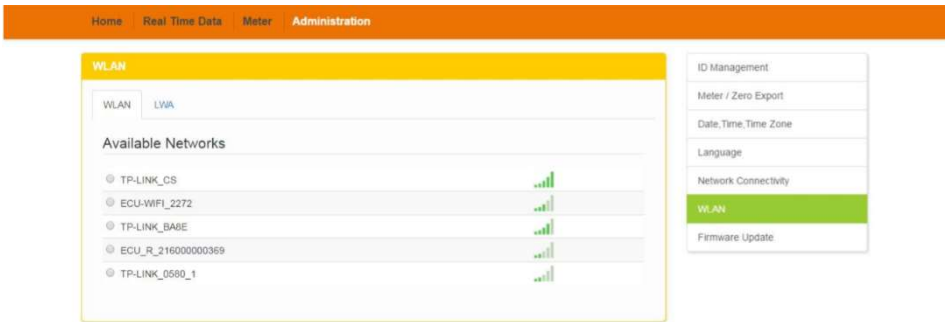 Home Real Time Data Meter Administration
WLAN
WLAN LWA
Available Networks
TP-LINK_CS
ECU-WIFI_2272
TP-LINK_BA8E
ECU_R_216000000369
TP-LINK_0580_1
ID Management
Meter / Zero Export
Date,Time,Time Zone
Language
Network Connectivity
WLAN
Firmware Update